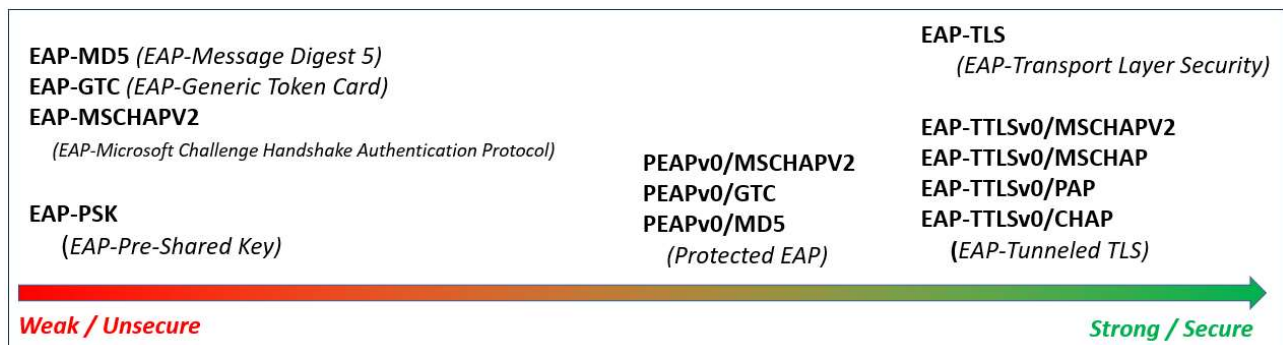 EAP-MD5 (EAP-Message Digest 5)
EAP-GTC (EAP-Generic Token Card)
EAP-MSCHAPV2
(EAP-Microsoft Challenge Handshake Authentication Protocol)
EAP-PSK
(EAP-Pre-Shared Key)
PEAPv0/MSCHAPV2
PEAPv0/GTC
PEAPv0/MD5
(Protected EAP)
EAP-TLS
(EAP-Transport Layer Security)
EAP-TTLSv0/MSCHAPV2
EAP-TTLSv0/MSCHAP
EAP-TTLSv0/PAP
EAP-TTLSv0/CHAP
(EAP-Tunneled TLS)
Weak / Unsecure
Strong / Secure